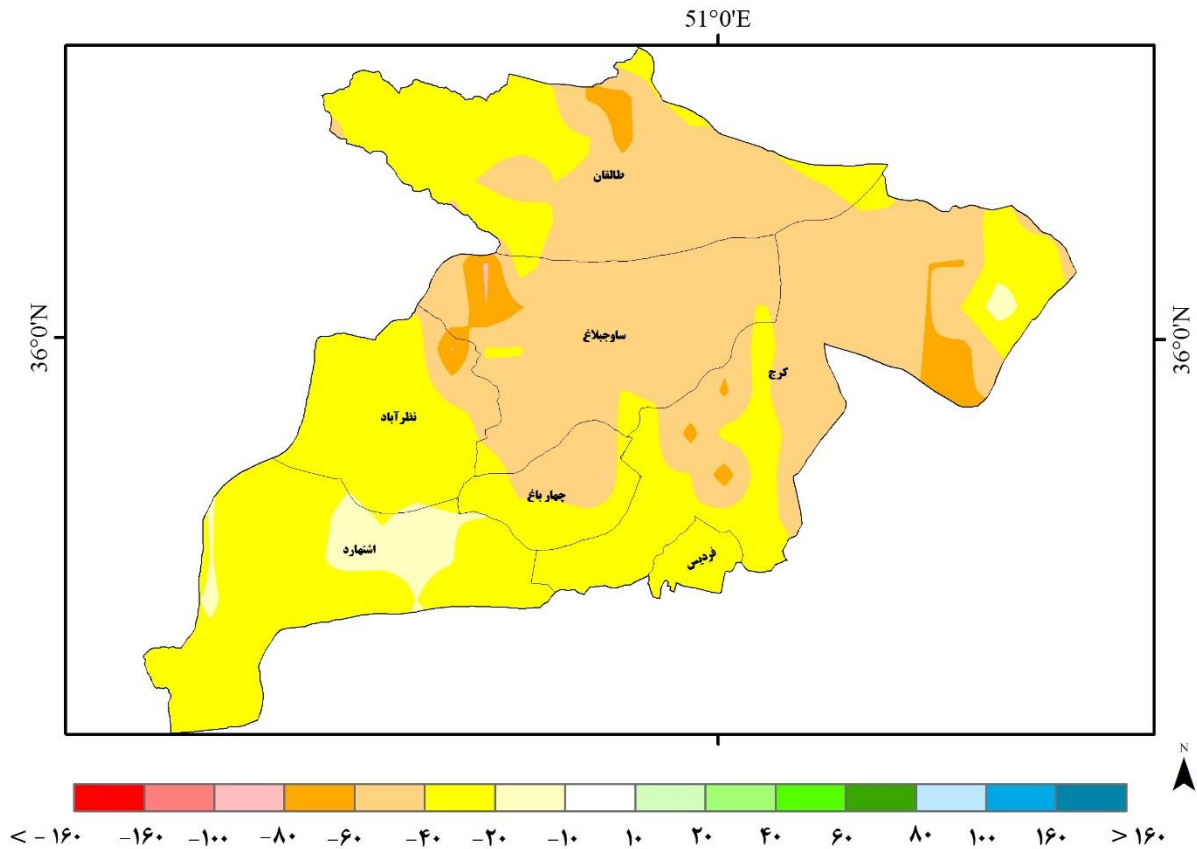 51°0'E
طالقان
36°0'N
36°0'N
ساوجبلاغ
کرج
نظرآباد
چهار باغ
اشتهارد
فردیس
N
< -۱۶۰ -۱۶۰ -۱۰۰ -۸۰ -۶۰ -۴۰ -۲۰ -۱۰ ۱۰ ۲۰ ۴۰ ۶۰ ۸۰ ۱۰۰ ۱۶۰ > ۱۶۰